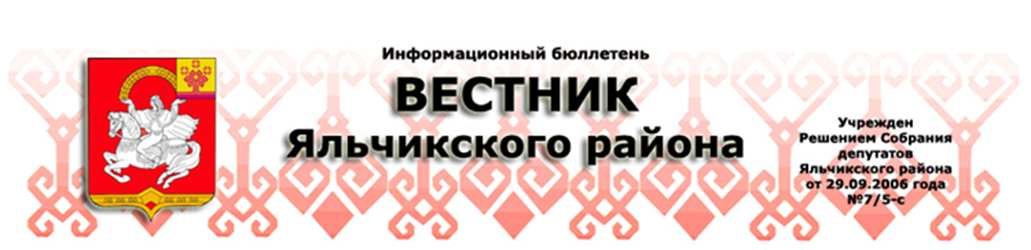 Информационный бюллетень
ВЕСТНИК
Яльчикского района
Учрежден
Решением Собрания
депутатов
Яльчикского района
от 29.09.2006 года
№7/5-с